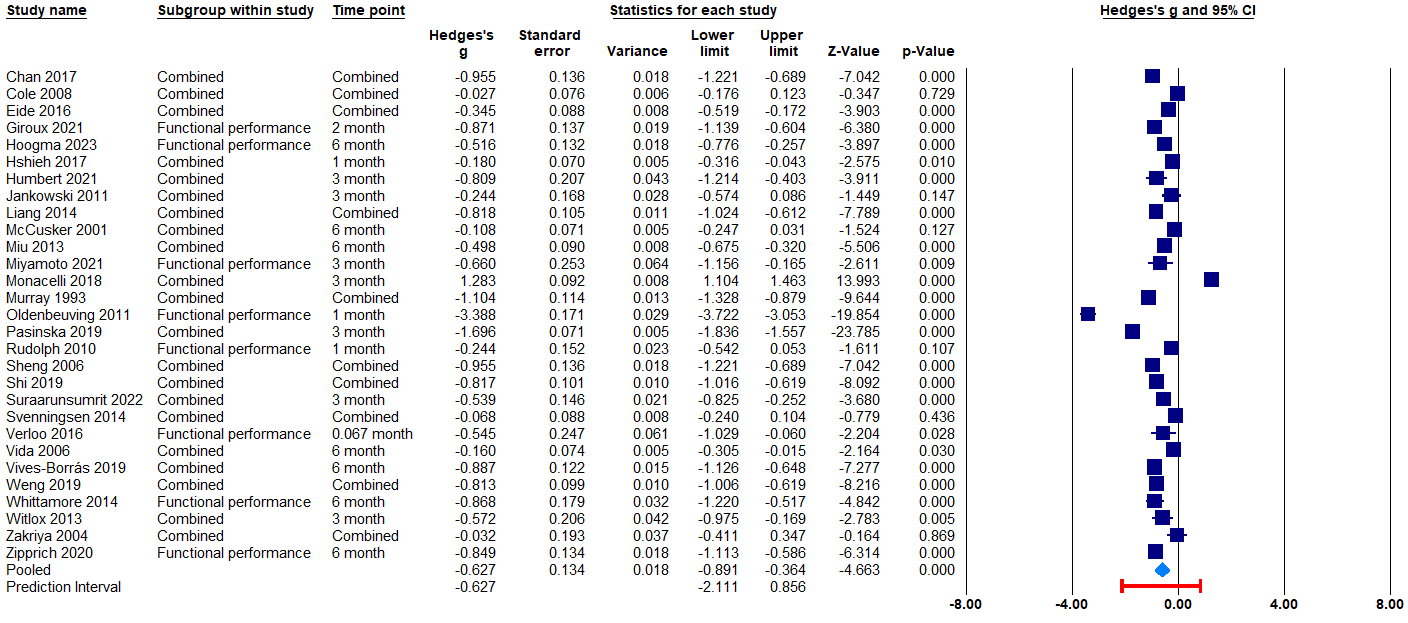 Study name Subgroup within study Time point Statistics for each study Hedges's g and 95% CI
Hedges's g Standard error Variance Lower limit Upper limit Z-Value p-Value
Chan 2017 Combined Combined -0.955 0.136 0.018 -1.221 -0.689 -7.042 0.000
Cole 2008 Combined Combined -0.027 0.076 0.006 -0.176 0.123 -0.347 0.729
Eide 2016 Combined Combined -0.345 0.088 0.008 -0.519 -0.172 -3.903 0.000
Giroux 2021 Functional performance 2 month -0.871 0.137 0.019 -1.139 -0.604 -6.380 0.000
Hoogma 2023 Functional performance 6 month -0.516 0.132 0.018 -0.776 -0.257 -3.897 0.000
Hshieh 2017 Combined 1 month -0.180 0.070 0.005 -0.316 -0.043 -2.575 0.010
Humbert 2021 Combined 3 month -0.809 0.207 0.043 -1.214 -0.403 -3.911 0.000
Jankowski 2011 Combined 3 month -0.244 0.168 0.028 -0.574 0.086 -1.449 0.147
Liang 2014 Combined Combined -0.818 0.105 0.011 -1.024 -0.612 -7.789 0.000
McCusker 2001 Combined 6 month -0.108 0.071 0.005 -0.247 0.031 -1.524 0.127
Miu 2013 Combined 6 month -0.498 0.090 0.008 -0.675 -0.320 -5.506 0.000
Miyamoto 2021 Functional performance 3 month -0.660 0.253 0.064 -1.156 -0.165 -2.611 0.009
Monacelli 2018 Combined 3 month 1.283 0.092 0.008 1.104 1.463 13.993 0.000
Murray 1993 Combined Combined -1.104 0.114 0.013 -1.328 -0.879 -9.644 0.000
Oldenbeuving 2011 Functional performance 1 month -3.388 0.171 0.029 -3.722 -3.053 -19.854 0.000
Pasinska 2019 Combined 3 month -1.696 0.071 0.005 -1.836 -1.557 -23.785 0.000
Rudolph 2010 Functional performance 1 month -0.244 0.152 0.023 -0.542 0.053 -1.611 0.107
Sheng 2006 Combined Combined -0.955 0.136 0.018 -1.221 -0.689 -7.042 0.000
Shi 2019 Combined Combined -0.817 0.101 0.010 -1.016 -0.619 -8.092 0.000
Suraarunsumrit 2022 Combined 3 month -0.539 0.146 0.021 -0.825 -0.252 -3.680 0.000
Svenningsen 2014 Combined Combined -0.068 0.088 0.008 -0.240 0.104 -0.779 0.436
Verloo 2016 Functional performance 0.067 month -0.545 0.247 0.061 -1.029 -0.060 -2.204 0.028
Vida 2006 Combined 6 month -0.160 0.074 0.005 -0.305 -0.015 -2.164 0.030
Vives-Borrás 2019 Combined 6 month -0.887 0.122 0.015 -1.126 -0.648 -7.277 0.000
Weng 2019 Combined Combined -0.813 0.099 0.010 -1.006 -0.619 -8.216 0.000
Whittamore 2014 Functional performance 6 month -0.868 0.179 0.032 -1.220 -0.517 -4.842 0.000
Witlox 2013 Combined 3 month -0.572 0.206 0.042 -0.975 -0.169 -2.783 0.005
Zakriya 2004 Combined Combined -0.032 0.193 0.037 -0.411 0.347 -0.164 0.869
Zipprich 2020 Functional performance 6 month -0.849 0.134 0.018 -1.113 -0.586 -6.314 0.000
Pooled -0.627 0.134 0.018 -0.891 -0.364 -4.663 0.000
Prediction Interval -0.627 -2.111 0.856
-8.00 -4.00 0.00 4.00 8.00